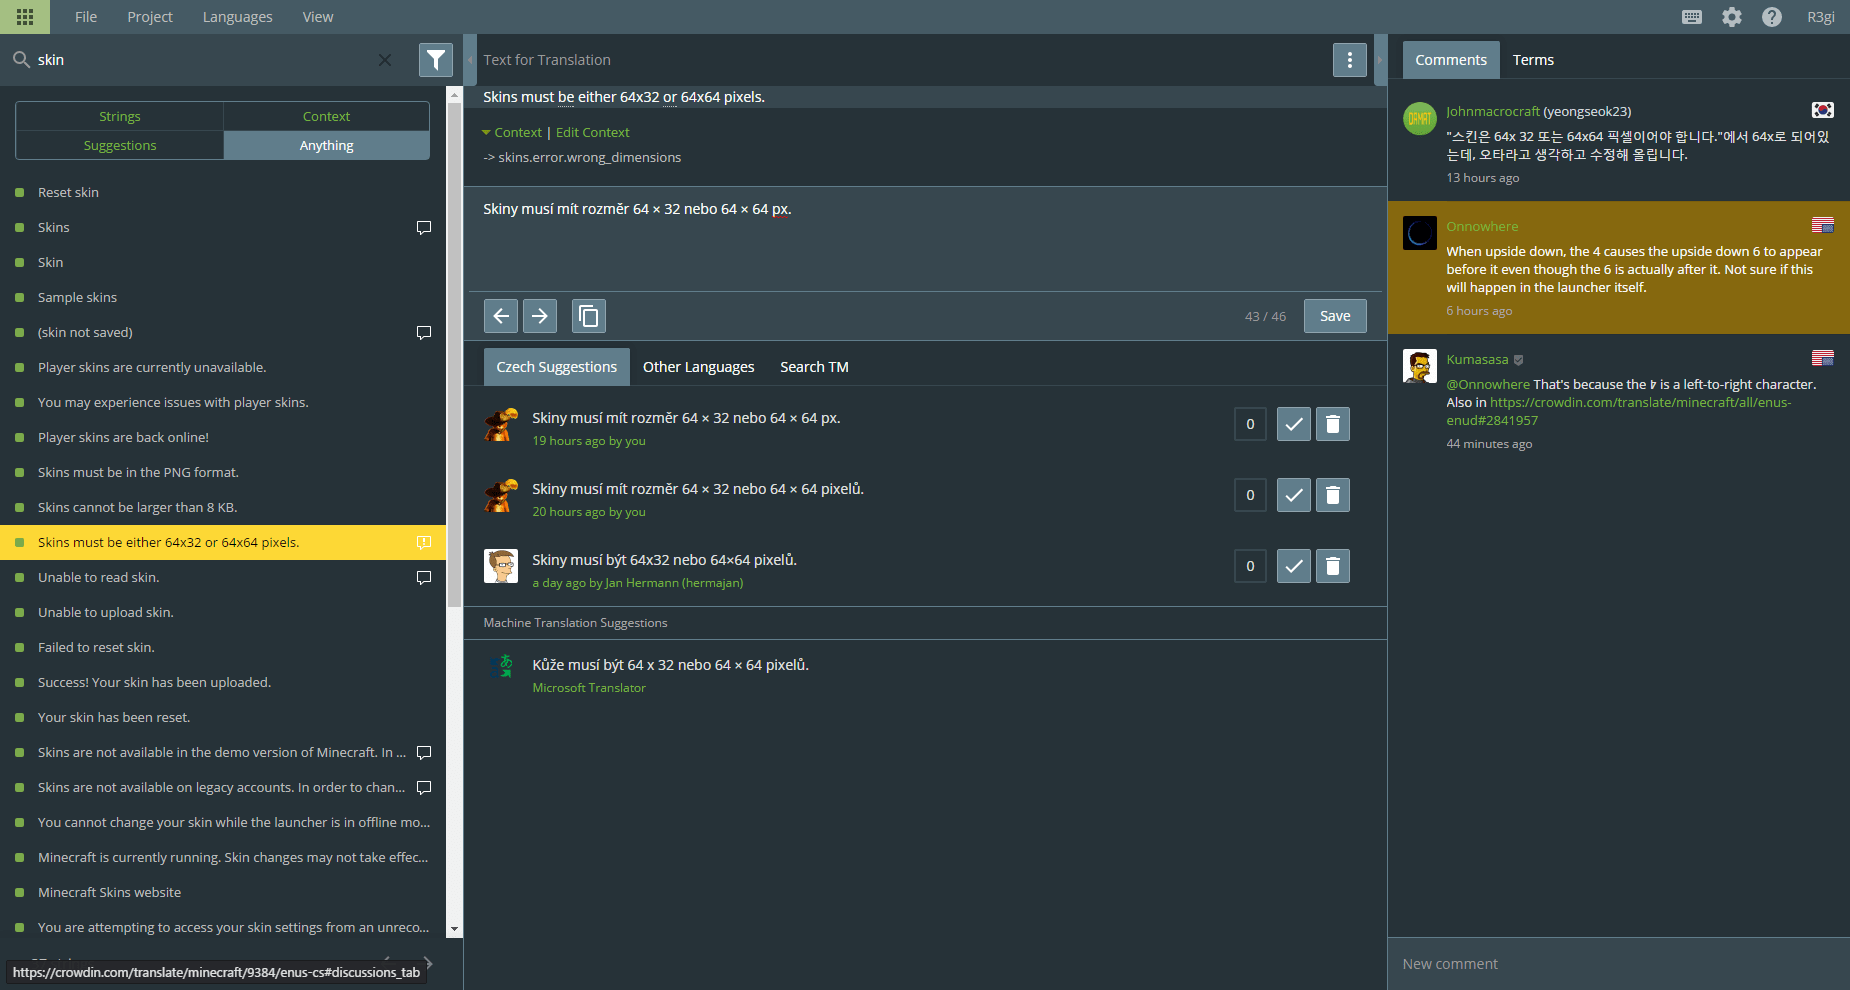 File Project Languages View R3gi
skin
Strings Context
Suggestions Anything
Reset skin
Skins
Skin
Sample skins
(skin not saved)
Player skins are currently unavailable.
You may experience issues with player skins.
Player skins are back online!
Skins must be in the PNG format.
Skins cannot be larger than 8 KB.
Skins must be either 64x32 or 64x64 pixels.
Unable to read skin.
Unable to upload skin.
Failed to reset skin.
Success! Your skin has been uploaded.
Your skin has been reset.
Skins are not available in the demo version of Minecraft. In ...
Skins are not available on legacy accounts. In order to chan...
You cannot change your skin while the launcher is in offline mo...
Minecraft is currently running. Skin changes may not take effec...
Minecraft Skins website
You are attempting to access your skin settings from an unreco...
https://crowdin.com/translate/minecraft/9384/enus-cs#discussions_tab
Text for Translation
Skins must be either 64x32 or 64x64 pixels.
Context | Edit Context
-> skins.error.wrong_dimensions
Skiny musí mít rozměr 64 × 32 nebo 64 × 64 px.
43 / 46 Save
Czech Suggestions Other Languages Search TM
Skiny musí mít rozměr 64 × 32 nebo 64 × 64 px.
19 hours ago by you
0
Skiny musí mít rozměr 64 × 32 nebo 64 × 64 pixelů.
20 hours ago by you
0
Skiny musí být 64x32 nebo 64×64 pixelů.
a day ago by Jan Hermann (hermajan)
0
Machine Translation Suggestions
Kůže musí být 64 x 32 nebo 64 × 64 pixelů.
Microsoft Translator
Comments Terms
Johnmacrocraft (yeongseok23)
"스킨은 64x 32 또는 64x64 픽셀이어야 합니다."에서 64x로 되어있
는데, 오타라고 생각하고 수정해 올립니다.
13 hours ago
Onnowhere
When upside down, the 4 causes the upside down 6 to appear
before it even though the 6 is actually after it. Not sure if this
will happen in the launcher itself.
6 hours ago
Kumasasa
@Onnowhere That's because the ߤ is a left-to-right character.
Also in https://crowdin.com/translate/minecraft/all/enus-
enud#2841957
44 minutes ago
New comment